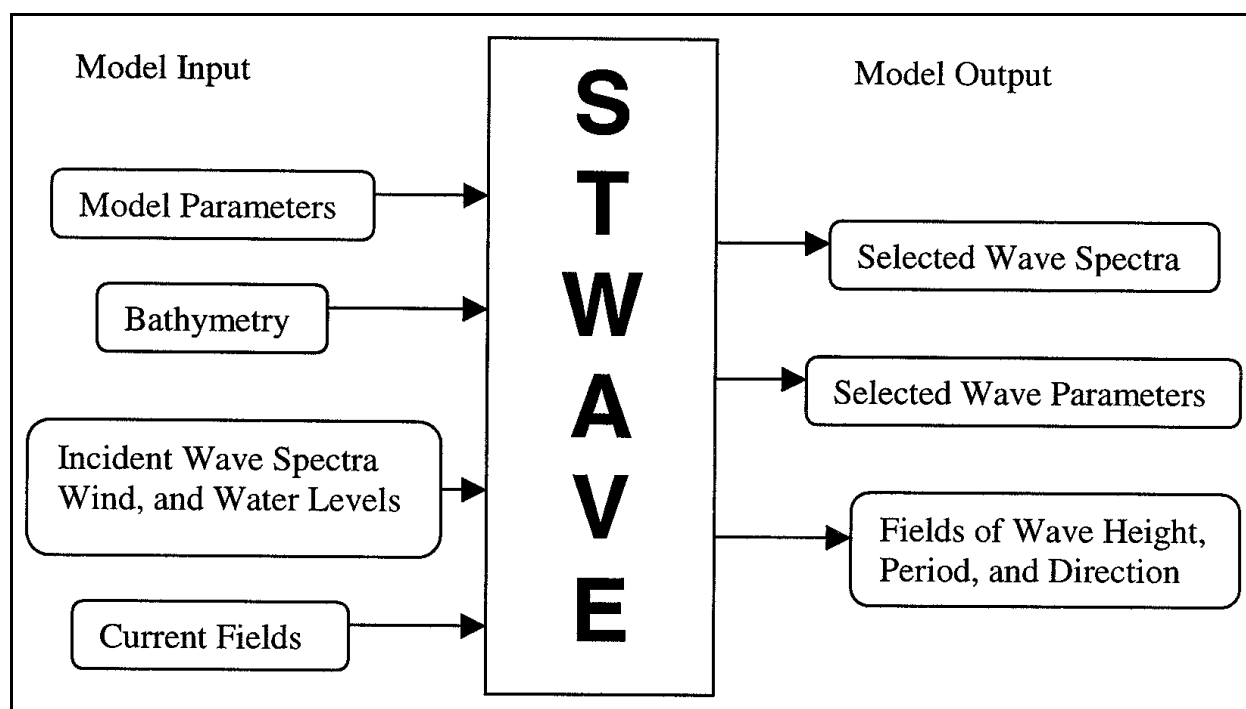 Model Input
Model Parameters
Bathymetry
Incident Wave Spectra
Wind, and Water Levels
Current Fields
S
T
W
A
V
E
Model Output
Selected Wave Spectra
Selected Wave Parameters
Fields of Wave Height,
Period, and Direction